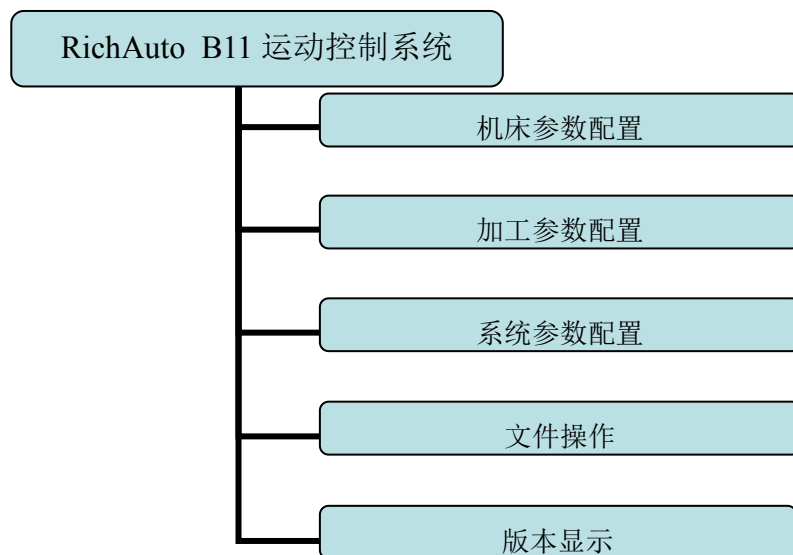 RichAuto B11 运动控制系统
机床参数配置
加工参数配置
系统参数配置
文件操作
版本显示